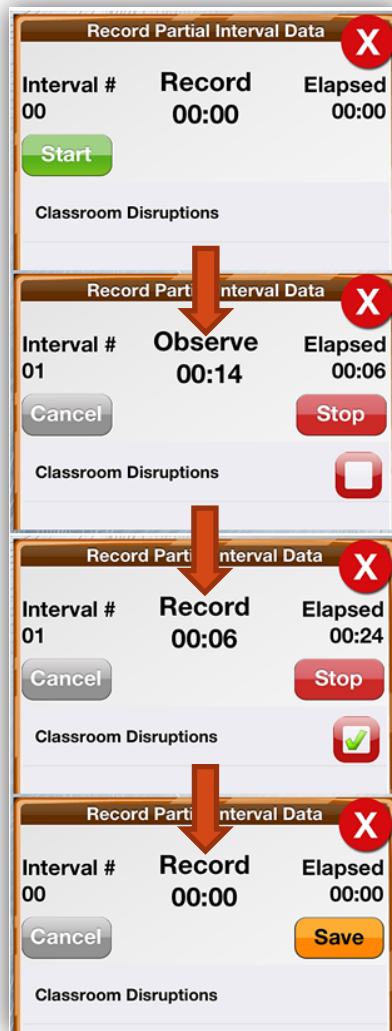 Record Partial Interval Data
X
Interval # Record Elapsed
00 00:00 00:00
Start
Classroom Disruptions
Record Partial Interval Data
X
Interval # Observe Elapsed
01 00:14 00:06
Cancel Stop
Classroom Disruptions
Record Partial Interval Data
X
Interval # Record Elapsed
01 00:06 00:24
Cancel Stop
Classroom Disruptions
Record Partial Interval Data
X
Interval # Record Elapsed
00 00:00 00:00
Cancel Save
Classroom Disruptions